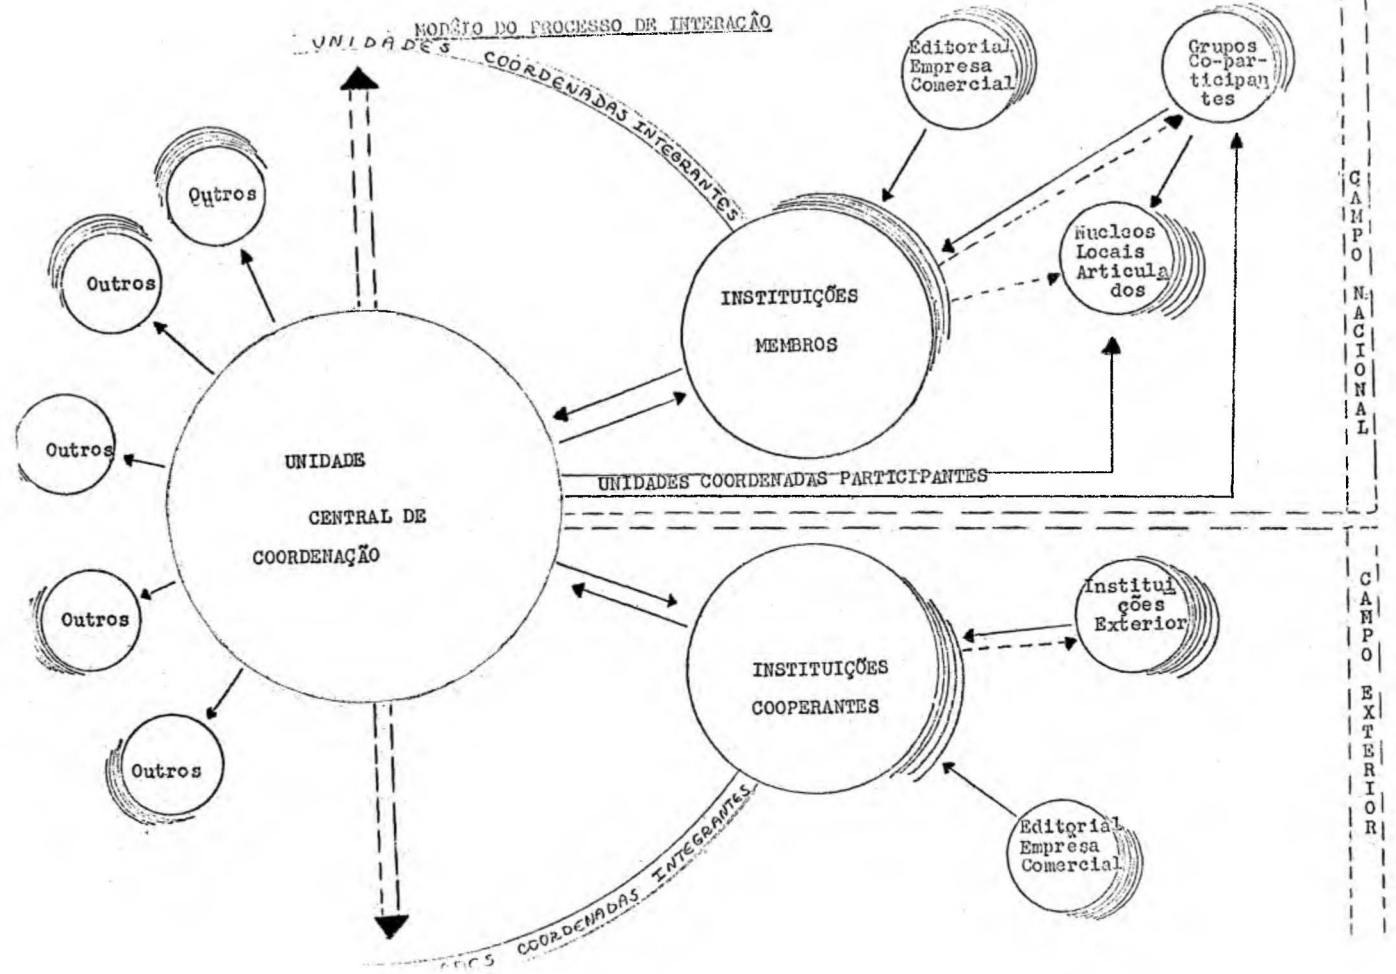 MODÊLO DO PROCESSO DE INTERAÇÃO
UNIDADES COORDENADAS INTEGRANTES
Editorial
Empresa
Comercial
Grupos
Co-par-
ticipan
tes
Outros
Outros
Outros
Outros
Outros
INSTITUIÇÕES
MEMBROS
Nucleos
Locais
Articula
dos
UNIDADE
CENTRAL DE
COORDENAÇÃO
UNIDADES COORDENADAS PARTICIPANTES
CAMPO NACIONAL
INSTITUIÇÕES
COOPERANTES
Institui
ções
Exterior
Editorial
Empresa
Comercial
COORDENADAS INTEGRANTES
CAMPO EXTERIOR